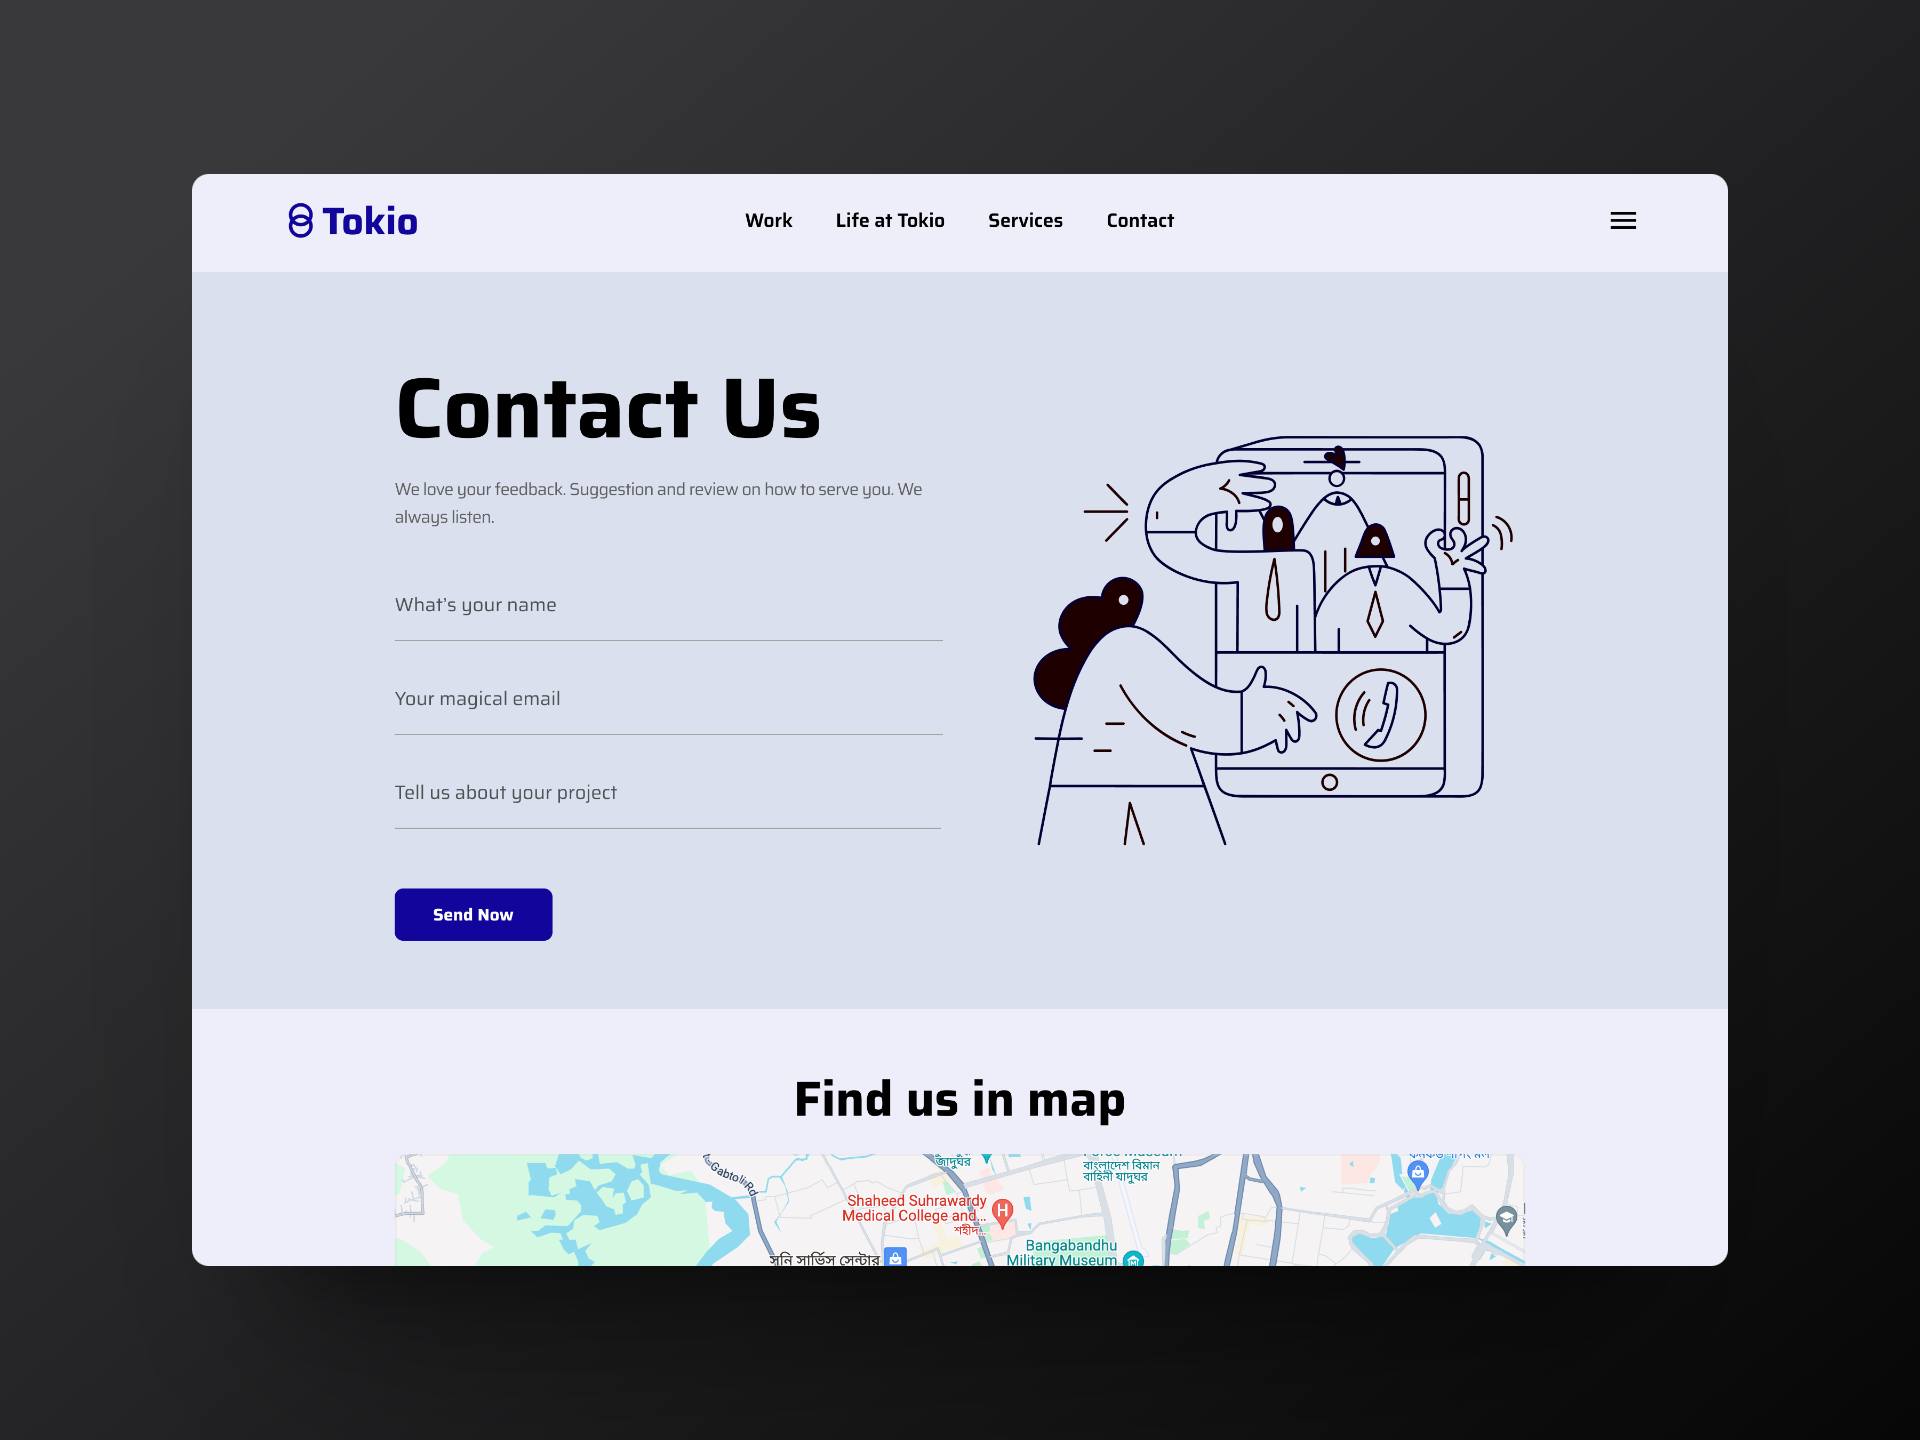 Tokio
Work
Life at Tokio
Services
Contact
Contact Us
We love your feedback. Suggestion and review on how to serve you. We
always listen.
What's your name
Your magical email
Tell us about your project
Send Now
Find us in map
Gabtoli Rd
জাদুঘর
বাংলাদেশ বিমান
বাহিনী যাদুঘর
Shaheed Suhrawardy
Medical College and...
শহীদ...
H
Bangabandhu
Military Museum
সনি সার্ভিস সেন্টার